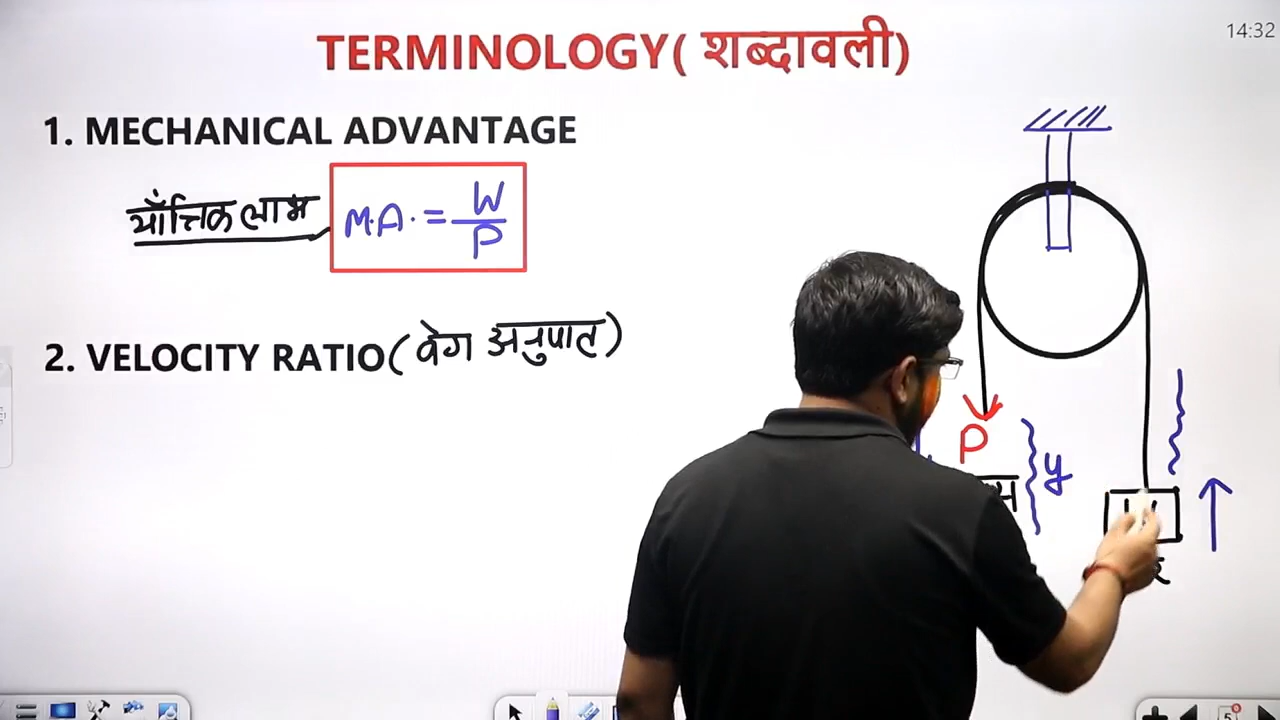 14:32
TERMINOLOGY( शब्दावली)
1. MECHANICAL ADVANTAGE
याँत्रिक लाभ M.A. = W/P
2. VELOCITY RATIO( वेग अनुपात)
P
y